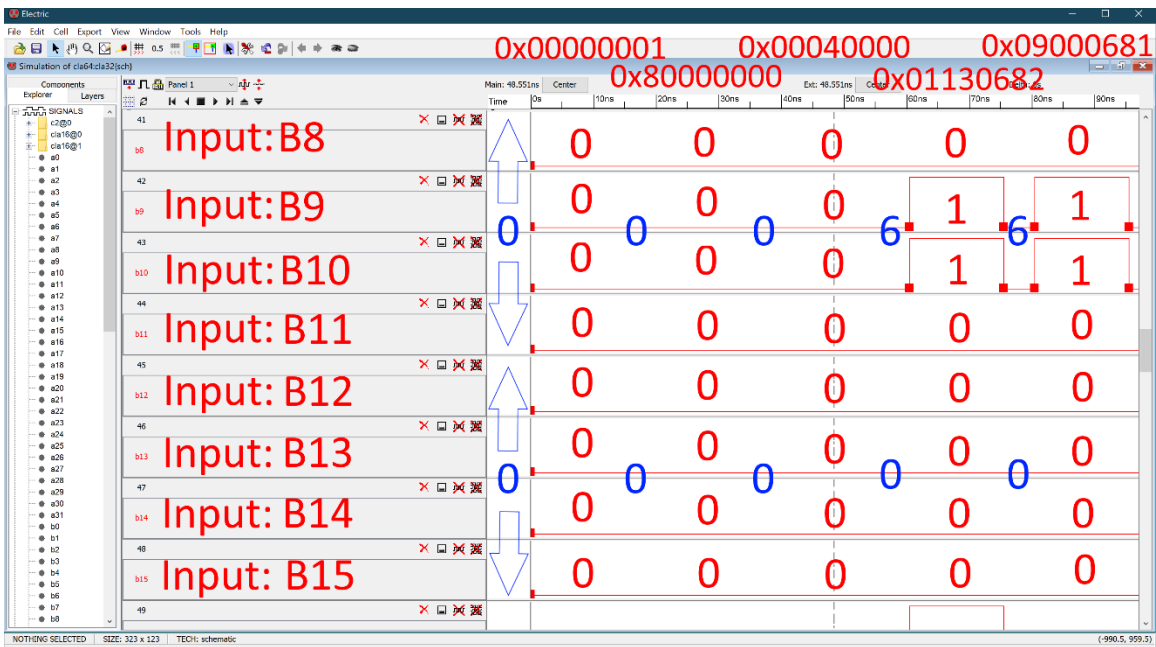 Electric
File Edit Cell Export View Window Tools Help
0.5
0x00000001 0x00040000 0x09000681
Simulation of cla64:cla32{sch}
0x80000000 0x01130682
Components
Explorer Layers
Panel 1
Main: 48.551ns Center Ext: 48.551ns
Time 0s 10ns 20ns 30ns 40ns 50ns 60ns 70ns 80ns 90ns
SIGNALS
c2@0
cla16@0
cla16@1
a0
a1
a2
a3
a4
a5
a6
a7
a8
a9
a10
a11
a12
a13
a14
a15
a16
a17
a18
a19
a20
a21
a22
a23
a24
a25
a26
a27
a28
a29
a30
a31
b0
b1
b2
b3
b4
b5
b6
b7
b8
41
b8 Input: B8 0 0 0 0 0
42
b9 Input: B9 0 0 0 1 1
0 0 0 6 6
43
b10 Input: B10 0 0 0 1 1
44
b11 Input: B11 0 0 0 0 0
45
b12 Input: B12 0 0 0 0 0
46
b13 Input: B13 0 0 0 0 0
0 0 0 0 0
47
b14 Input: B14 0 0 0 0 0
48
b15 Input: B15 0 0 0 0 0
49
NOTHING SELECTED SIZE: 323 x 123 TECH: schematic (-990.5, 959.5)